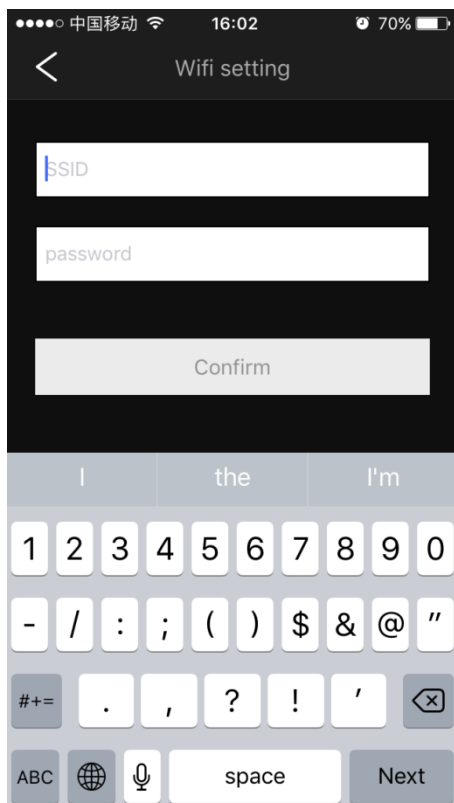 中国移动 16:02 70%
Wifi setting
SSID
password
Confirm
I the I'm
1 2 3 4 5 6 7 8 9 0
- / : ; ( ) $ & @ "
#+= . , ? ! '
ABC space Next